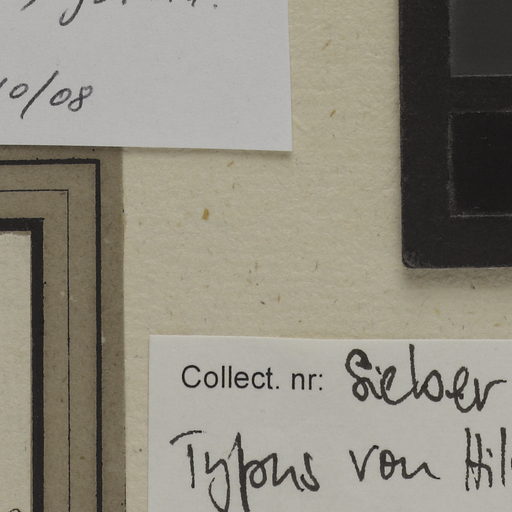 10/08
Collect. nr: Sieber
Typus von Hil